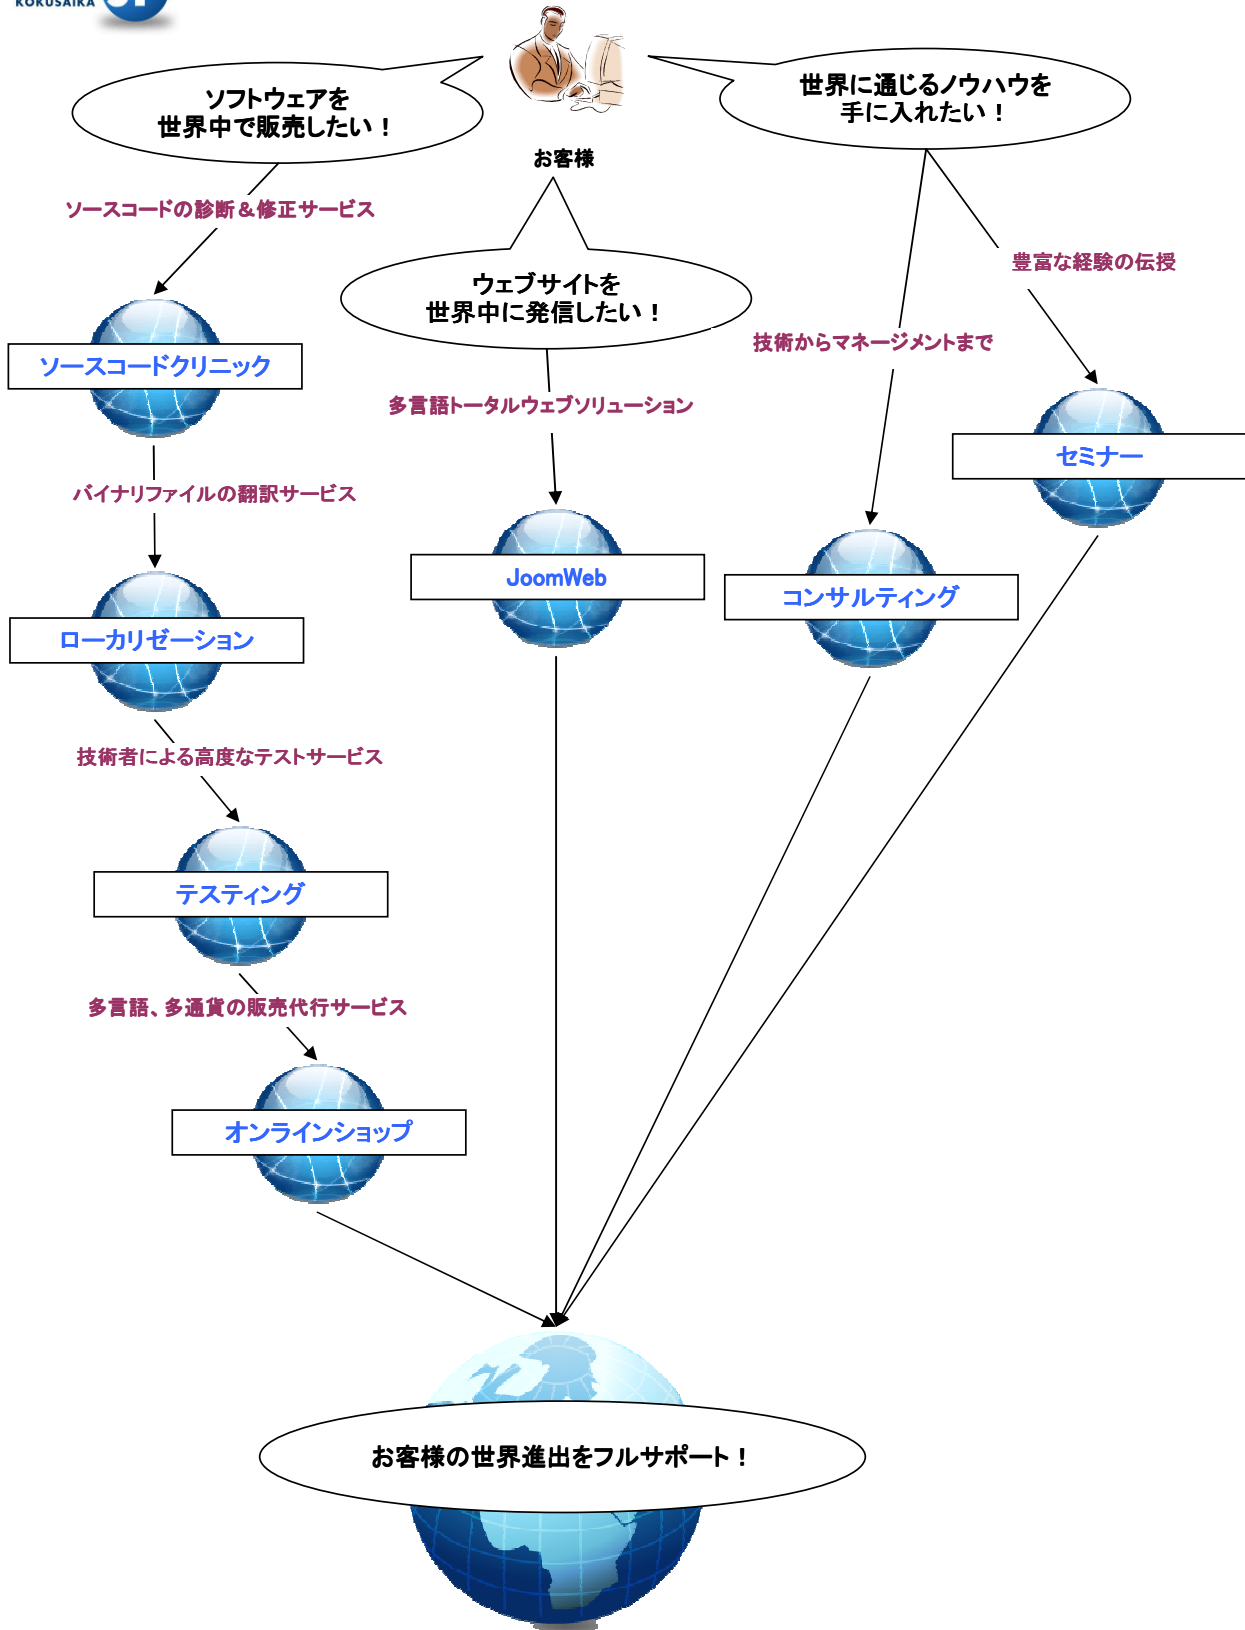 KOKUSAIKA
ソフトウェアを
世界中で販売したい！
世界に通じるノウハウを
手に入れたい！
お客様
ソースコードの診断＆修正サービス
豊富な経験の伝授
ウェブサイトを
世界中に発信したい！
技術からマネージメントまで
ソースコードクリニック
多言語トータルウェブソリューション
セミナー
バイナリファイルの翻訳サービス
JoomWeb
コンサルティング
ローカリゼーション
技術者による高度なテストサービス
テスティング
多言語、多通貨の販売代行サービス
オンラインショップ
お客様の世界進出をフルサポート！